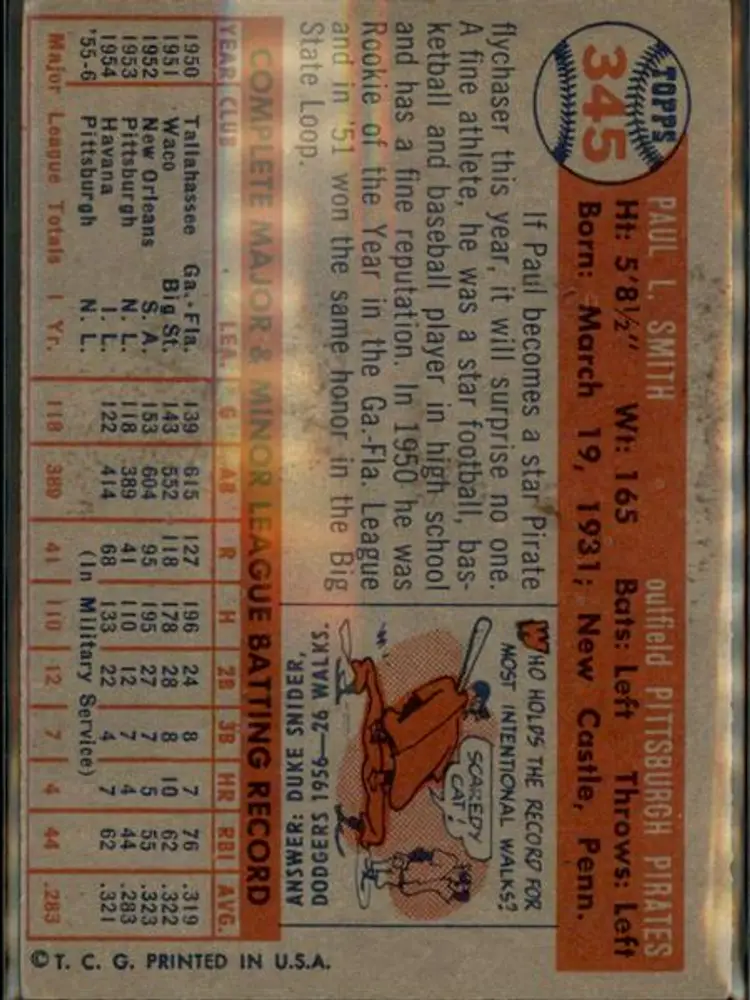 TOPPS
345
PAUL L. SMITH outfield PITTSBURGH PIRATES
Ht: 5'8½" Wt: 165 Bats: Left Throws: Left
Born: March 19, 1931; New Castle, Penn.
If Paul becomes a star Pirate
flychaser this year, it will surprise no one.
A fine athlete, he was a star football, bas-
ketball and baseball player in high school
and has a fine reputation. In 1950 he was
Rookie of the Year in the Ga.-Fla. League
and in '51 won the same honor in the Big
State Loop.
WHO HOLDS THE RECORD FOR
MOST INTENTIONAL WALKS?
SCAREDY
CAT!
ANSWER: DUKE SNIDER,
DODGERS 1956—26 WALKS.
COMPLETE MAJOR & MINOR LEAGUE BATTING RECORD
YEAR CLUB LEA. G AB R H 2B 3B HR RBI AVG.
1950 Tallahassee Ga.-Fla. 139 615 127 196 24 8 7 76 .319
1951 Waco Big St. 143 552 118 178 28 8 10 62 .322
1952 New Orleans S. A. 153 604 95 195 27 7 5 55 .323
1953 Pittsburgh N. L. 118 389 41 110 12 7 4 44 .283
1954 Havana I. L. 122 414 68 133 22 4 7 62 .321
'55-6 Pittsburgh N. L. (In Military Service)
Major League Totals 1 Yr. 118 389 41 110 12 7 4 44 .283
© T. C. G. PRINTED IN U.S.A.